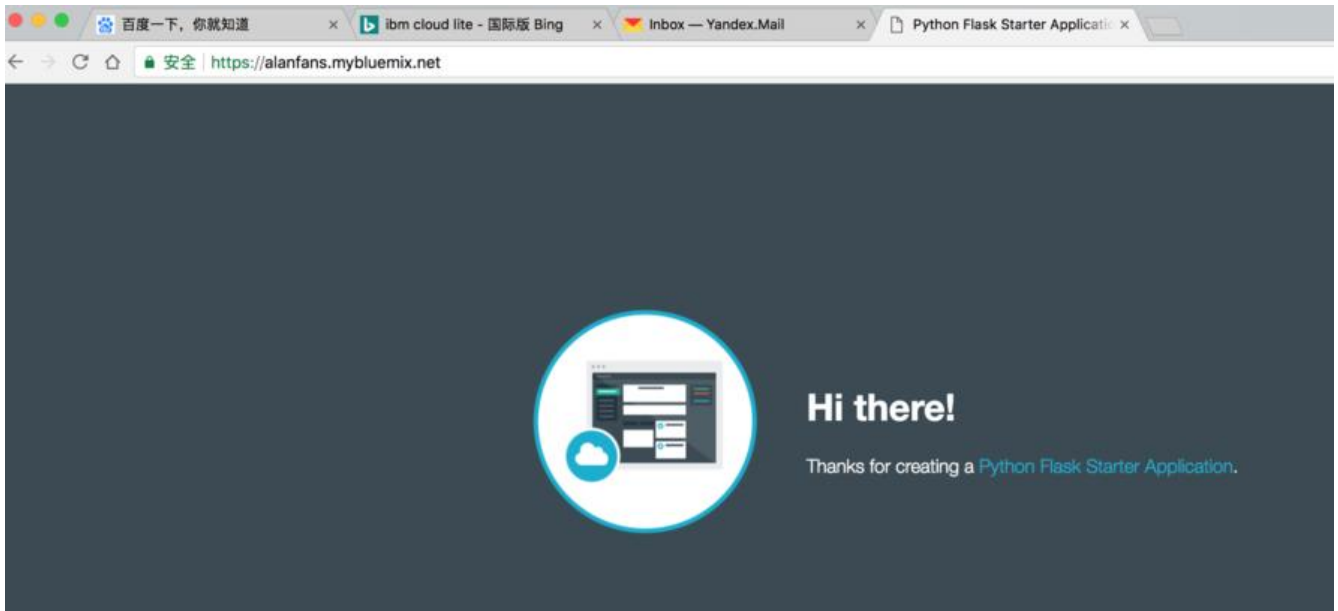 百度一下，你就知道
ibm cloud lite - 国际版 Bing
Inbox — Yandex.Mail
Python Flask Starter Applicatic
安全 https://alanfans.mybluemix.net
Hi there!
Thanks for creating a Python Flask Starter Application.